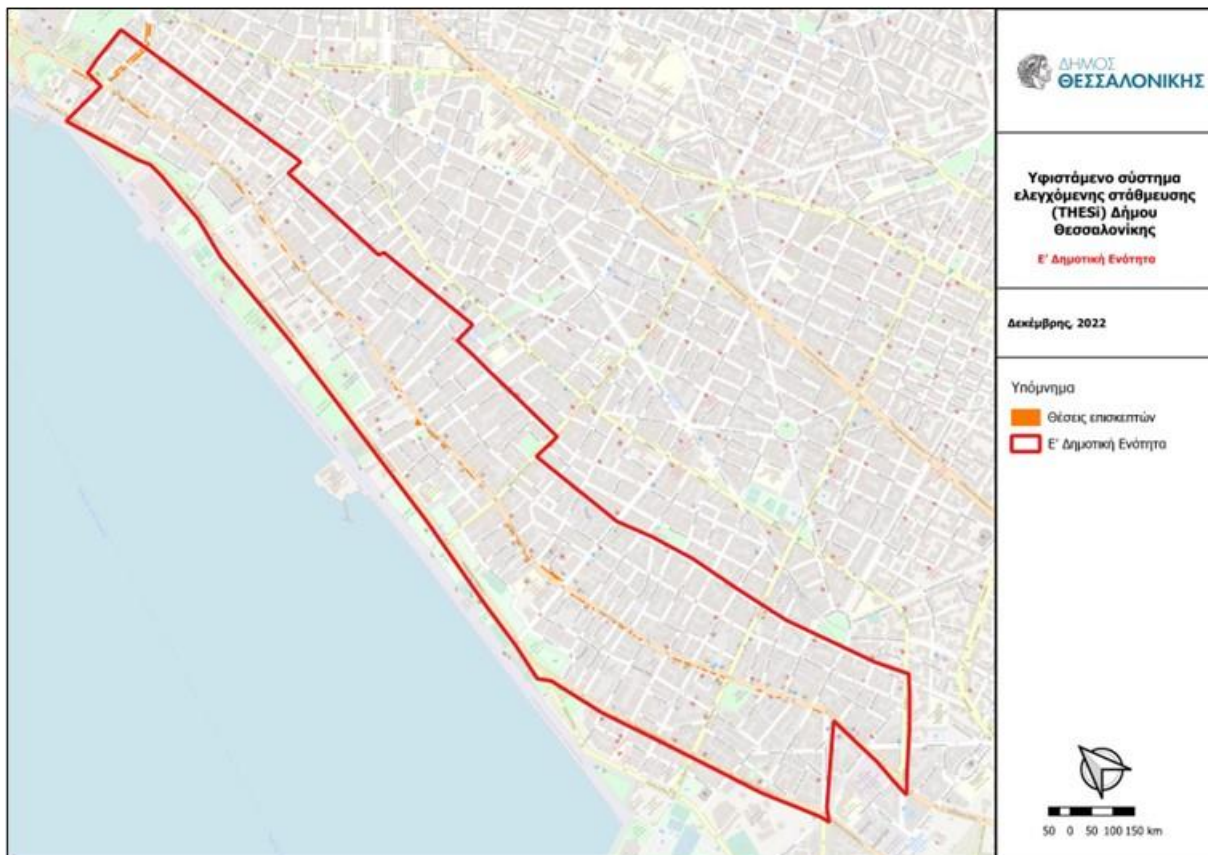 ΔΗΜΟΣ
ΘΕΣΣΑΛΟΝΙΚΗΣ
Υφιστάμενο σύστημα
ελεγχόμενης στάθμευσης
(THESi) Δήμου
Θεσσαλονίκης
Ε' Δημοτική Ενότητα
Δεκέμβρης, 2022
Υπόμνημα
Θέσεις επισκεπτών
Ε' Δημοτική Ενότητα
50 0 50 100 150 km